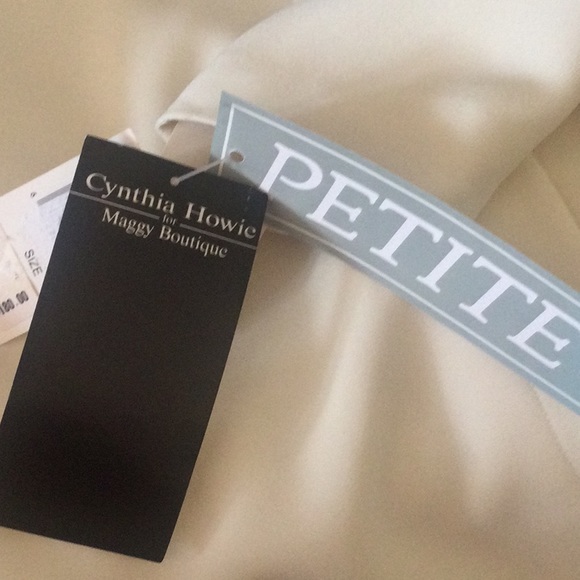 Cynthia Howie
for
Maggy Boutique
PETITE
SIZE